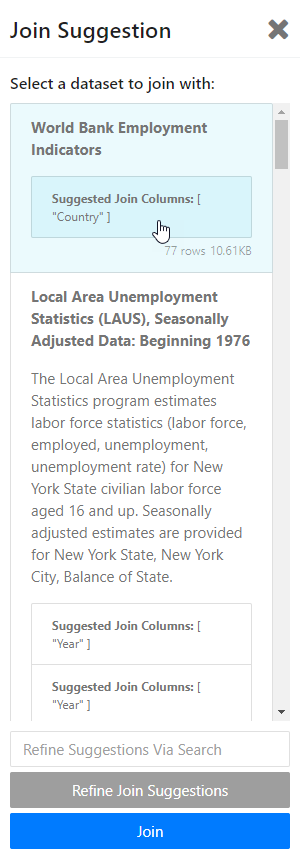 Join Suggestion
Select a dataset to join with:
World Bank Employment
Indicators
Suggested Join Columns: [
"Country" ]
77 rows 10.61KB
Local Area Unemployment
Statistics (LAUS), Seasonally
Adjusted Data: Beginning 1976
The Local Area Unemployment
Statistics program estimates
labor force statistics (labor force,
employed, unemployment,
unemployment rate) for New
York State civilian labor force
aged 16 and up. Seasonally
adjusted estimates are provided
for New York State, New York
City, Balance of State.
Suggested Join Columns: [
"Year" ]
Suggested Join Columns: [
"Year" ]
Refine Suggestions Via Search
Refine Join Suggestions
Join